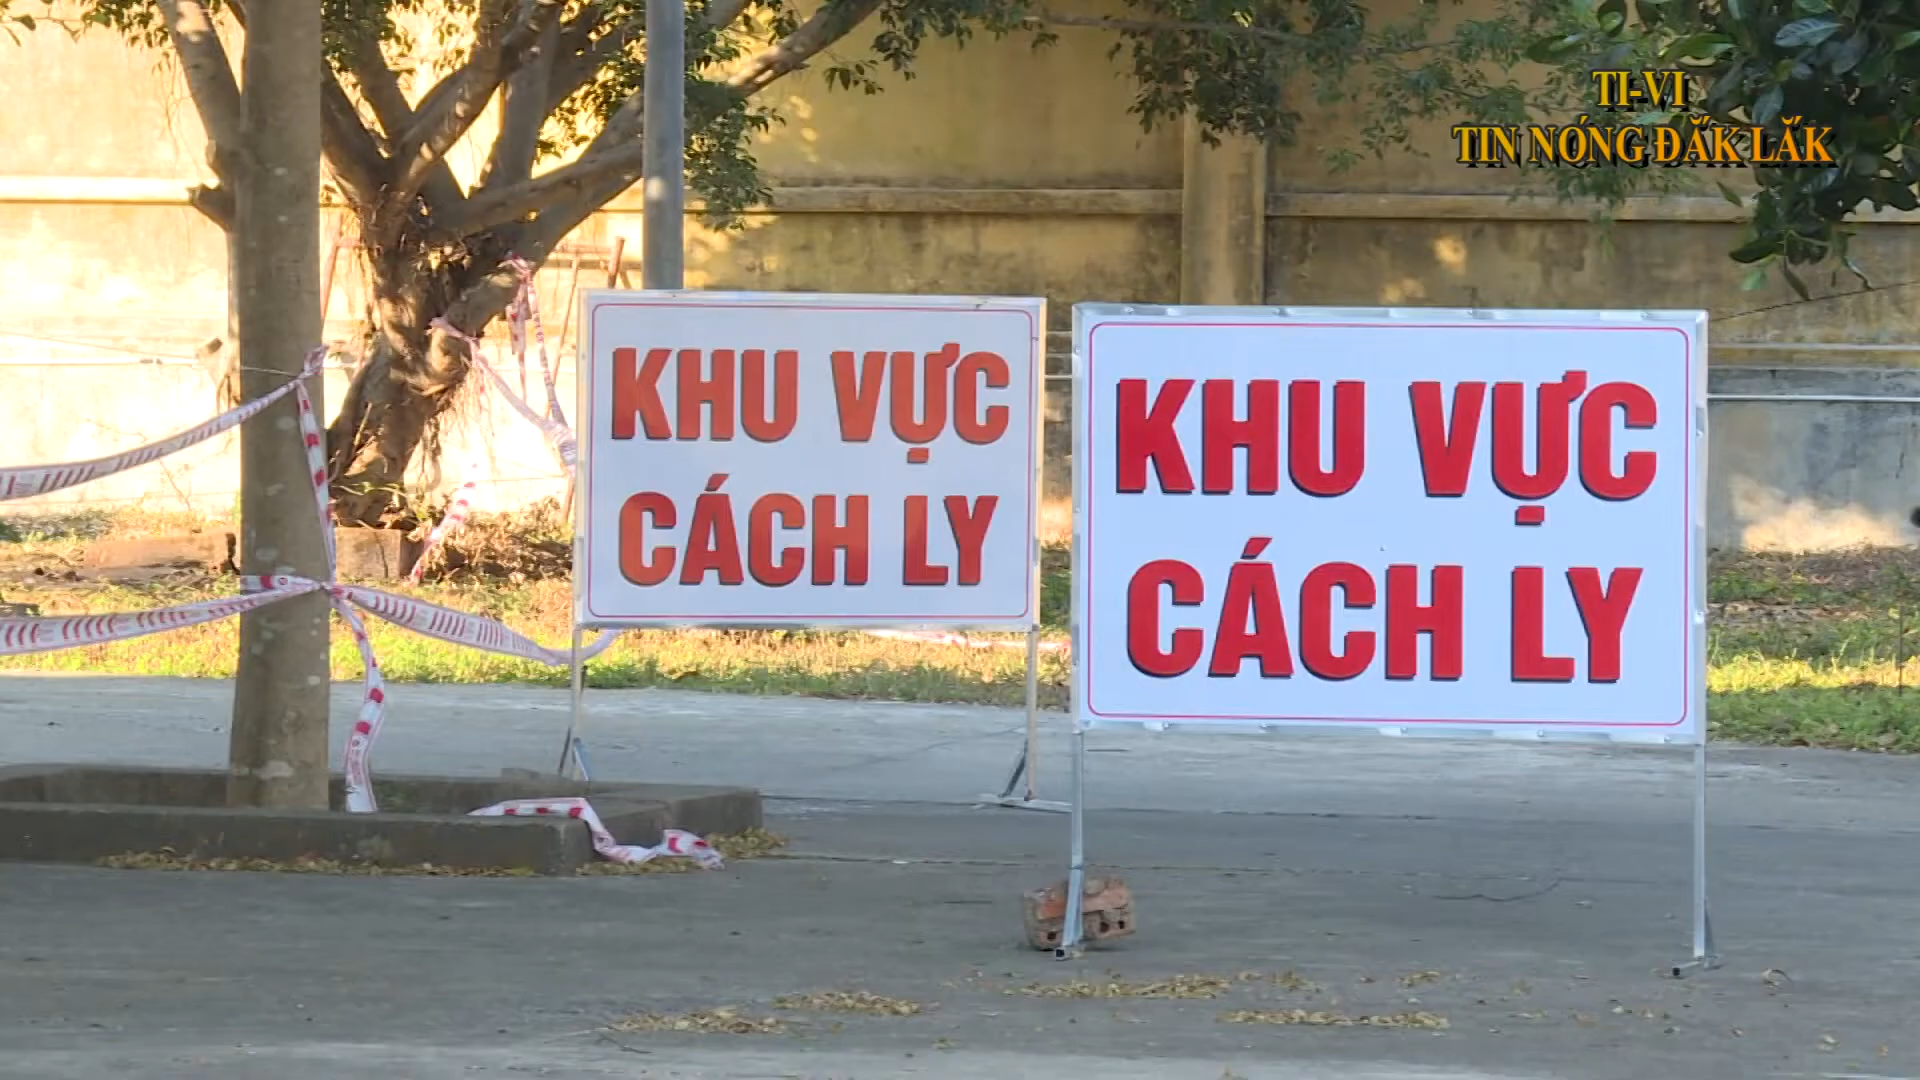 TI-VI
TIN NÓNG ĐẮK LẮK
KHU VỰC
CÁCH LY
KHU VỰC
CÁCH LY